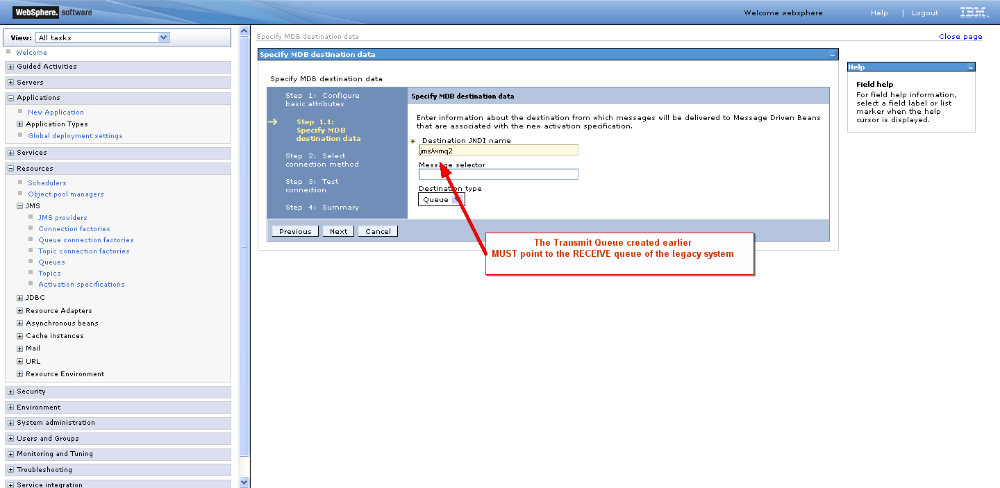 WebSphere. software
Welcome websphere
Help | Logout
IBM.
View: All tasks
Welcome
Guided Activities
Servers
Applications
New Application
Application Types
Global deployment settings
Services
Resources
Schedulers
Object pool managers
JMS
JMS providers
Connection factories
Queue connection factories
Topic connection factories
Queues
Topics
Activation specifications
JDBC
Resource Adapters
Asynchronous beans
Cache instances
Mail
URL
Resource Environment
Security
Environment
System administration
Users and Groups
Monitoring and Tuning
Troubleshooting
Service integration
Specify MDB destination data
Close page
Specify MDB destination data
Specify MDB destination data
Step 1: Configure
basic attributes
Step 1.1:
Specify MDB
destination data
Step 2: Select
connection method
Step 3: Test
connection
Step 4: Summary
Specify MDB destination data
Enter information about the destination from which messages will be delivered to Message Driven Beans
that are associated with the new activation specification.
* Destination JNDI name
jms/wmq2
Message selector
Destination type
Queue
Previous Next Cancel
The Transmit Queue created earlier
MUST point to the RECEIVE queue of the legacy system
Help
Field help
For field help information,
select a field label or list
marker when the help
cursor is displayed.